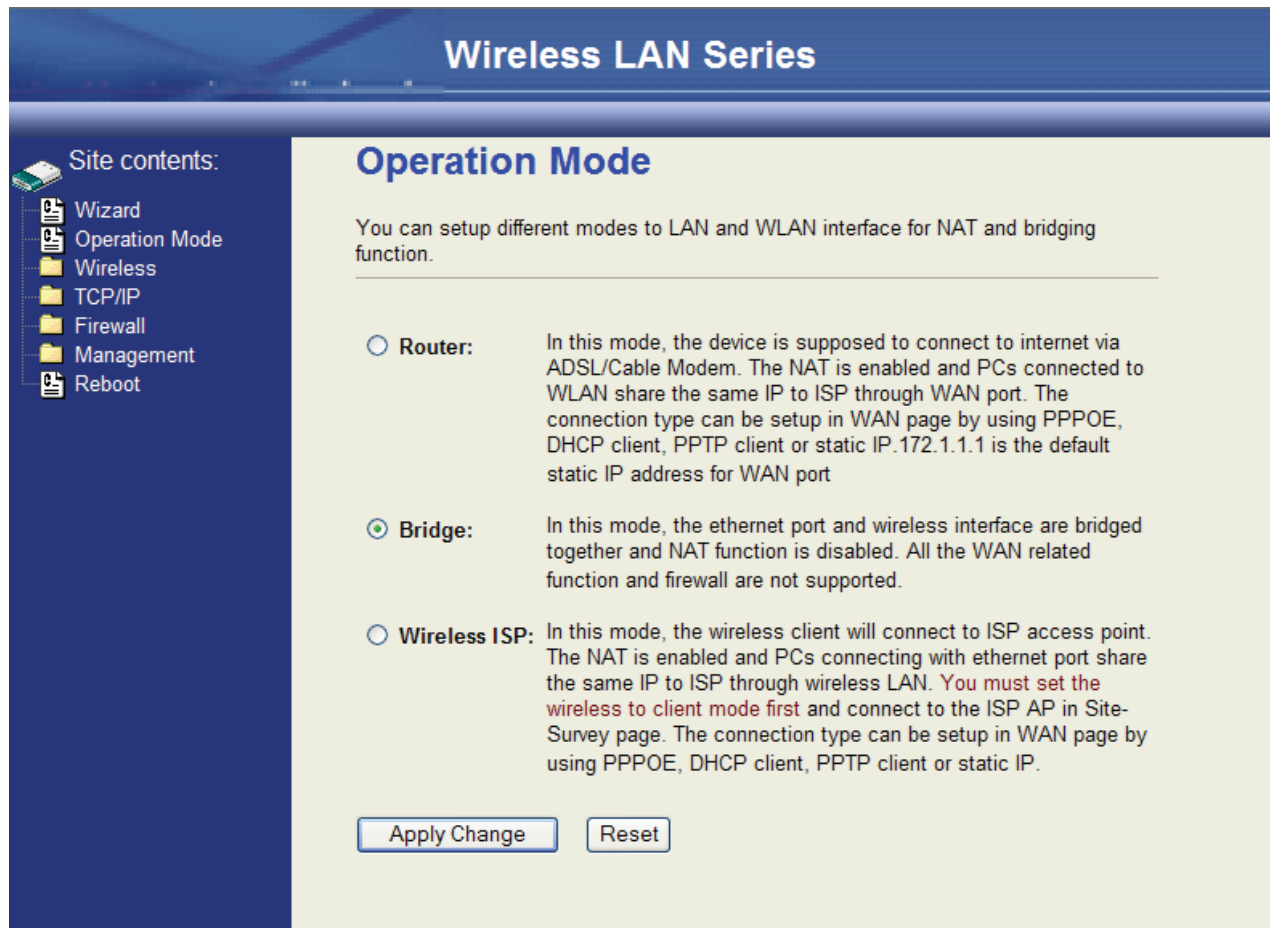 Wireless LAN Series
Site contents:
Wizard
Operation Mode
Wireless
TCP/IP
Firewall
Management
Reboot
Operation Mode
You can setup different modes to LAN and WLAN interface for NAT and bridging
function.
Router:
In this mode, the device is supposed to connect to internet via
ADSL/Cable Modem. The NAT is enabled and PCs connected to
WLAN share the same IP to ISP through WAN port. The
connection type can be setup in WAN page by using PPPOE,
DHCP client, PPTP client or static IP.172.1.1.1 is the default
static IP address for WAN port
Bridge:
In this mode, the ethernet port and wireless interface are bridged
together and NAT function is disabled. All the WAN related
function and firewall are not supported.
Wireless ISP:
In this mode, the wireless client will connect to ISP access point.
The NAT is enabled and PCs connecting with ethernet port share
the same IP to ISP through wireless LAN. You must set the
wireless to client mode first and connect to the ISP AP in Site-
Survey page. The connection type can be setup in WAN page by
using PPPOE, DHCP client, PPTP client or static IP.
Apply Change
Reset